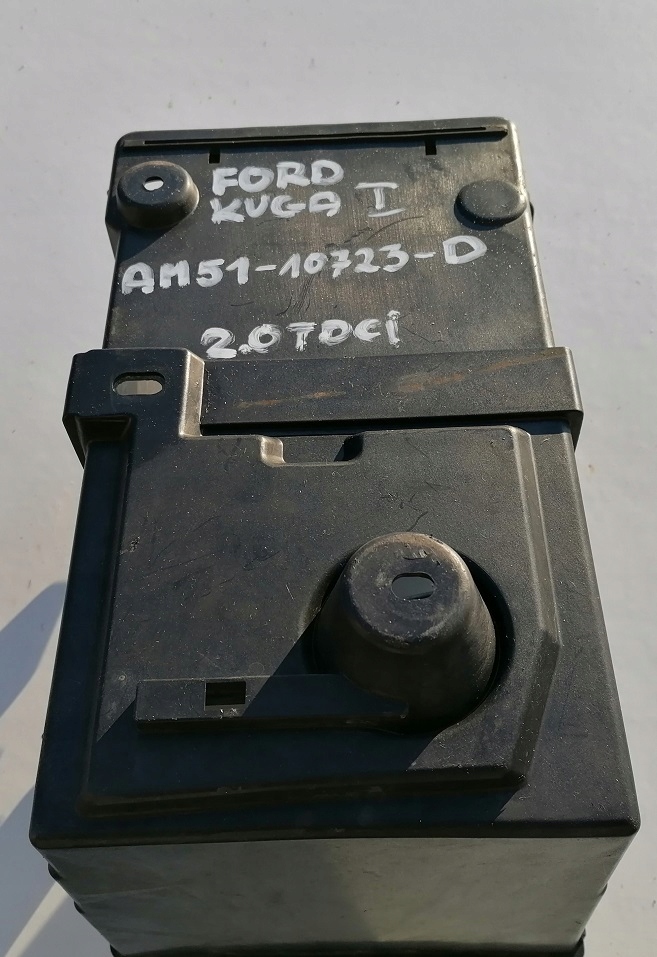 FORD
KUGA I
AM51-10723-D
2.0TDCi